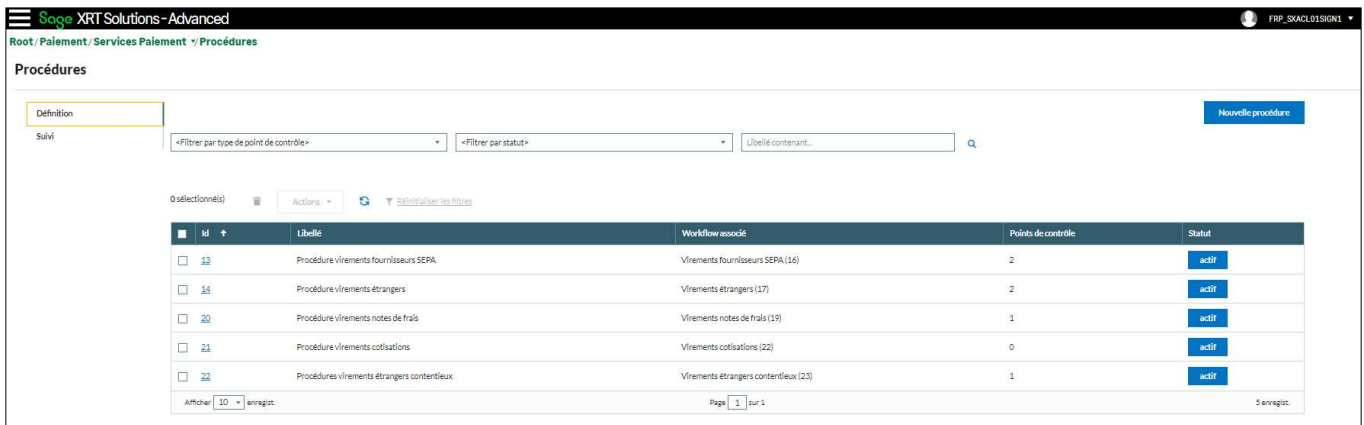 Sage XRT Solutions - Advanced FRP_SXACL01SIGN1
Root / Paiement / Services Paiement / Procédures
Procédures
Définition Nouvelle procédure
Suivi <Filtrer par type de point de contrôle> <Filtrer par statut> Libellé contenant...
0 sélectionné(s) Actions Réinitialiser les filtres
Id Libellé Workflow associé Points de contrôle Statut
13 Procédure virements fournisseurs SEPA Virements fournisseurs SEPA (16) 2 actif
14 Procédure virements étrangers Virements étrangers (17) 2 actif
20 Procédure virements notes de frais Virements notes de frais (19) 1 actif
21 Procédure virements cotisations Virements cotisations (22) 0 actif
22 Procédures virements étrangers contentieux Virements étrangers contentieux (23) 1 actif
Afficher 10 enregist. Page 1 sur 1 5 enregist.